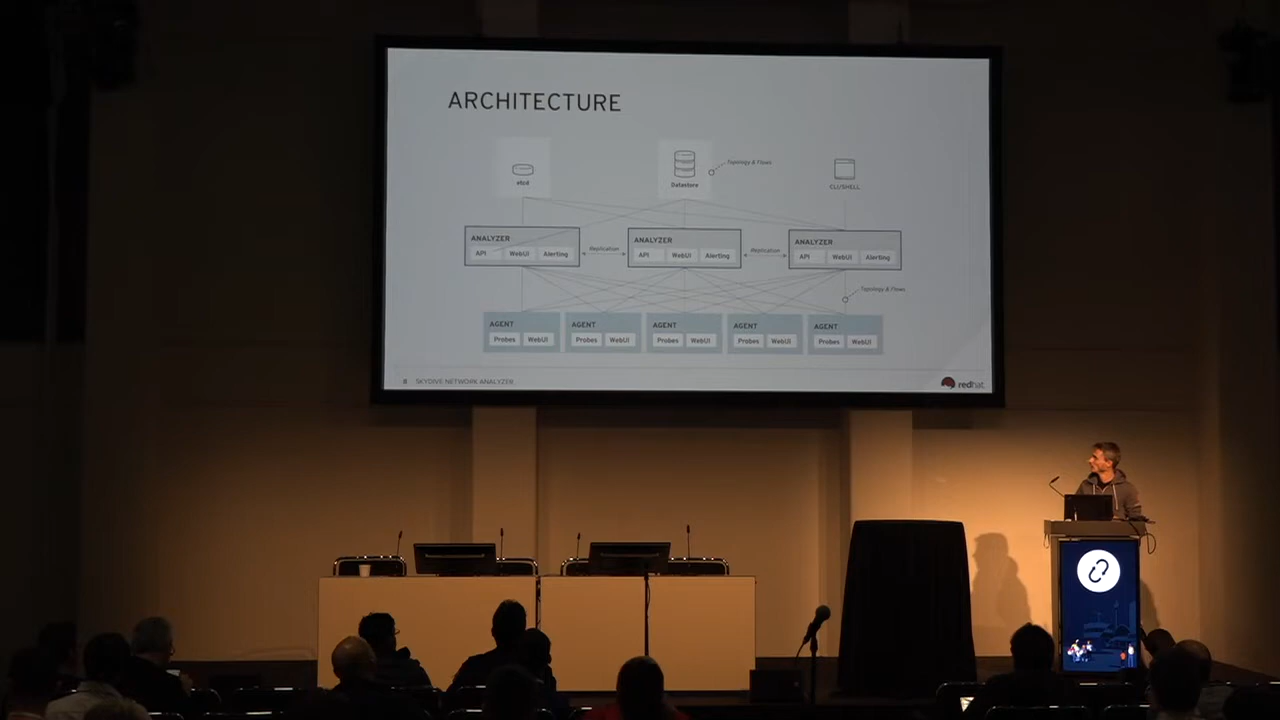 ARCHITECTURE
Topology & Flows
etcd
Datastore
CLI/SHELL
ANALYZER
API WebUI Alerting
Replication
ANALYZER
API WebUI Alerting
Replication
ANALYZER
API WebUI Alerting
Topology & Flows
AGENT
Probes WebUI
AGENT
Probes WebUI
AGENT
Probes WebUI
AGENT
Probes WebUI
AGENT
Probes WebUI
8 SKYDIVE NETWORK ANALYZER
redhat.